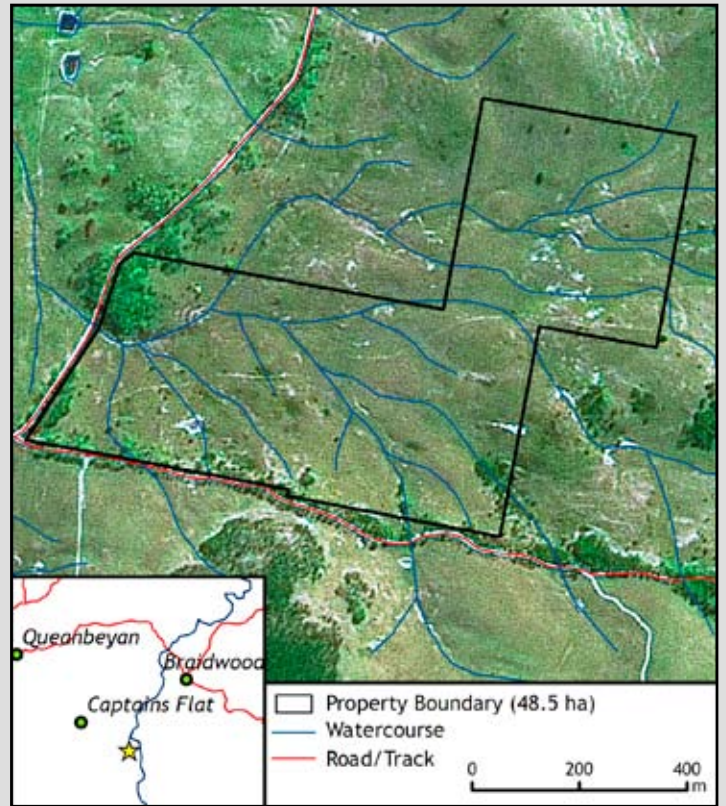 Queanbeyan
Braidwood
Captains Flat
Property Boundary (48.5 ha)
Watercourse
Road/Track
0 200 400
m